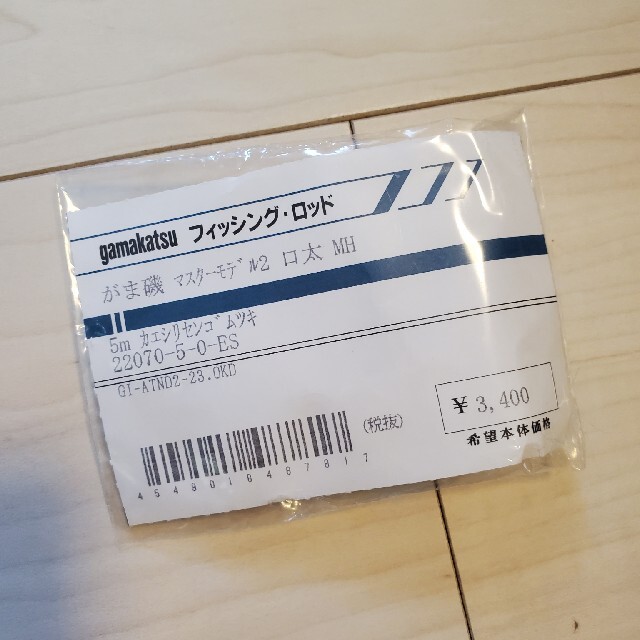 gamakatsu フィッシング・ロッド
がま磯 マスターモデル2 口太 MH
5m カエシリセンゴムツキ
22070-5-0-ES
GI-ATND2-23.0KD
(税抜)
¥ 3,400
希望本体価格